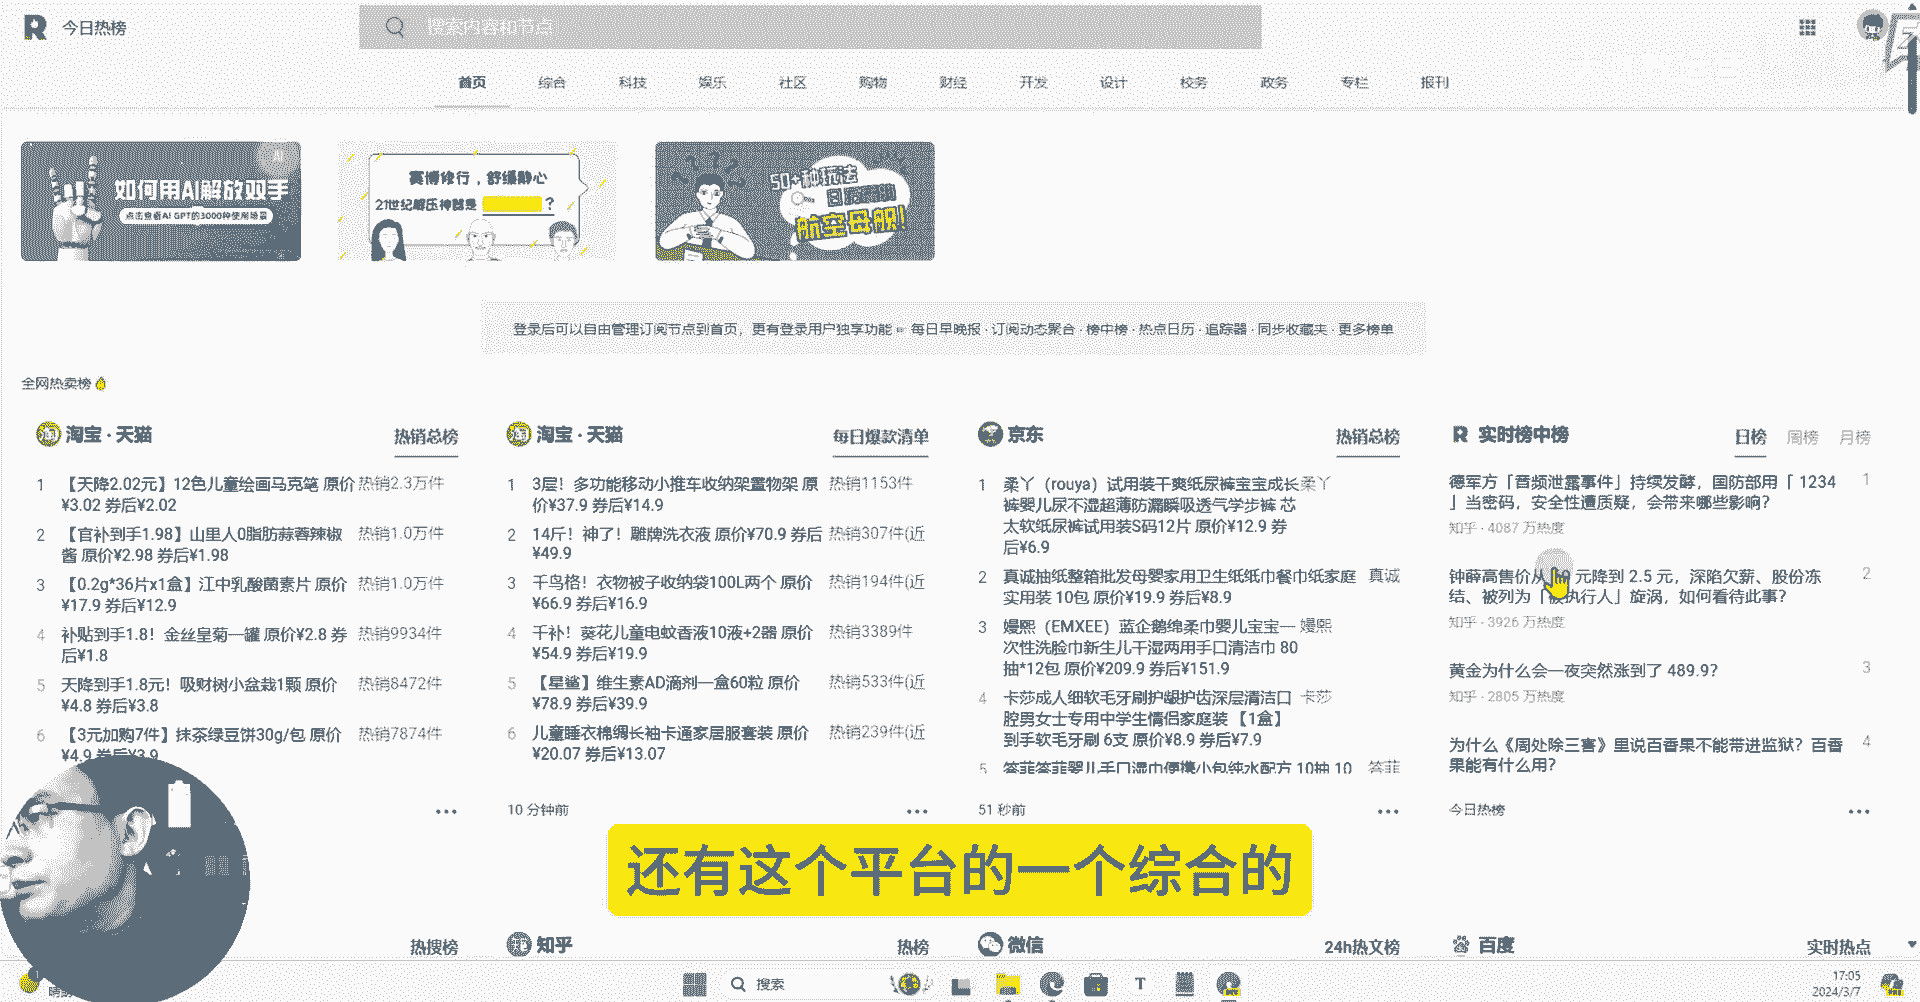 R 今日热榜
搜索内容和节点
首页 综合 科技 娱乐 社区 购物 财经 开发 设计 校务 政务 专栏 报刊
AI
如何用AI解放双手
点击查看AI GPT的3000种使用场景
赛博修行，舒缓静心
21世纪解压神器是 ？
50+种玩法
航空母舰!
登录后可以自由管理订阅节点到首页，更有登录用户独享功能 每日早晚报 · 订阅动态聚合 · 榜中榜 · 热点日历 · 追踪器 · 同步收藏夹 · 更多榜单
全网热卖榜
淘宝 · 天猫 热销总榜
1 【天降2.02元】12色儿童绘画马克笔 原价 热销2.3万件
¥3.02 券后¥2.02
2 【官补到手1.98】山里人0脂肪蒜蓉辣椒 热销1.0万件
酱 原价¥2.98 券后¥1.98
3 【0.2g*36片x1盒】江中乳酸菌素片 原价 热销1.0万件
¥17.9 券后¥12.9
4 补贴到手1.8！金丝皇菊一罐 原价¥2.8 券 热销9934件
后¥1.8
5 天降到手1.8元！吸财树小盆栽1颗 原价 热销8472件
¥4.8 券后¥3.8
6 【3元加购7件】抹茶绿豆饼30g/包 原价 热销7874件
¥4.9 券后¥3.9
淘宝 · 天猫 每日爆款清单
1 3层！多功能移动小推车收纳架置物架 原 热销1153件
价¥37.9 券后¥14.9
2 14斤！神了！雕牌洗衣液 原价¥70.9 券后 热销307件(近
¥49.9
3 千鸟格！衣物被子收纳袋100L两个 原价 热销194件(近
¥66.9 券后¥16.9
4 千补！葵花儿童电蚊香液10液+2器 原价 热销3389件
¥54.9 券后¥19.9
5 【星鲨】维生素AD滴剂一盒60粒 原价 热销533件(近
¥78.9 券后¥39.9
6 儿童睡衣棉绸长袖卡通家居服套装 原价 热销239件(近
¥20.07 券后¥13.07
10 分钟前
京东 热销总榜
1 柔丫（rouya）试用装干爽纸尿裤宝宝成长 柔丫
裤婴儿尿不湿超薄防漏瞬吸透气学步裤 芯
太软纸尿裤试用装S码12片 原价¥12.9 券
后¥6.9
2 真诚抽纸整箱批发母婴家用卫生纸纸巾餐巾纸家庭 真诚
实用装 10包 原价¥19.9 券后¥8.9
3 嫚熙（EMXEE）蓝企鹅绵柔巾婴儿宝宝一 嫚熙
次性洗脸巾新生儿干湿两用手口清洁巾 80
抽*12包 原价¥209.9 券后¥151.9
4 卡莎成人细软毛牙刷护龈护齿深层清洁口 卡莎
腔男女士专用中学生情侣家庭装 【1盒】
到手软毛牙刷 6支 原价¥8.9 券后¥7.9
5 答菲答菲婴儿手口湿巾便携小包纯水配方 10抽 10 答菲
51 秒前
R 实时榜中榜 日榜 周榜 月榜
德军方「音频泄露事件」持续发酵，国防部用「1234 1
」当密码，安全性遭质疑，会带来哪些影响？
知乎 · 4087 万热度
钟薛高售价从 元降到 2.5 元，深陷欠薪、股份冻 2
结、被列为「被执行人」旋涡，如何看待此事？
知乎 · 3926 万热度
黄金为什么会一夜突然涨到了 489.9？ 3
知乎 · 2805 万热度
为什么《周处除三害》里说百香果不能带进监狱？百香 4
果能有什么用？
今日热榜
还有这个平台的一个综合的
热搜榜
知乎 热榜
微信 24h热文榜
百度 实时热点
搜索
T
17:05
2024/3/7